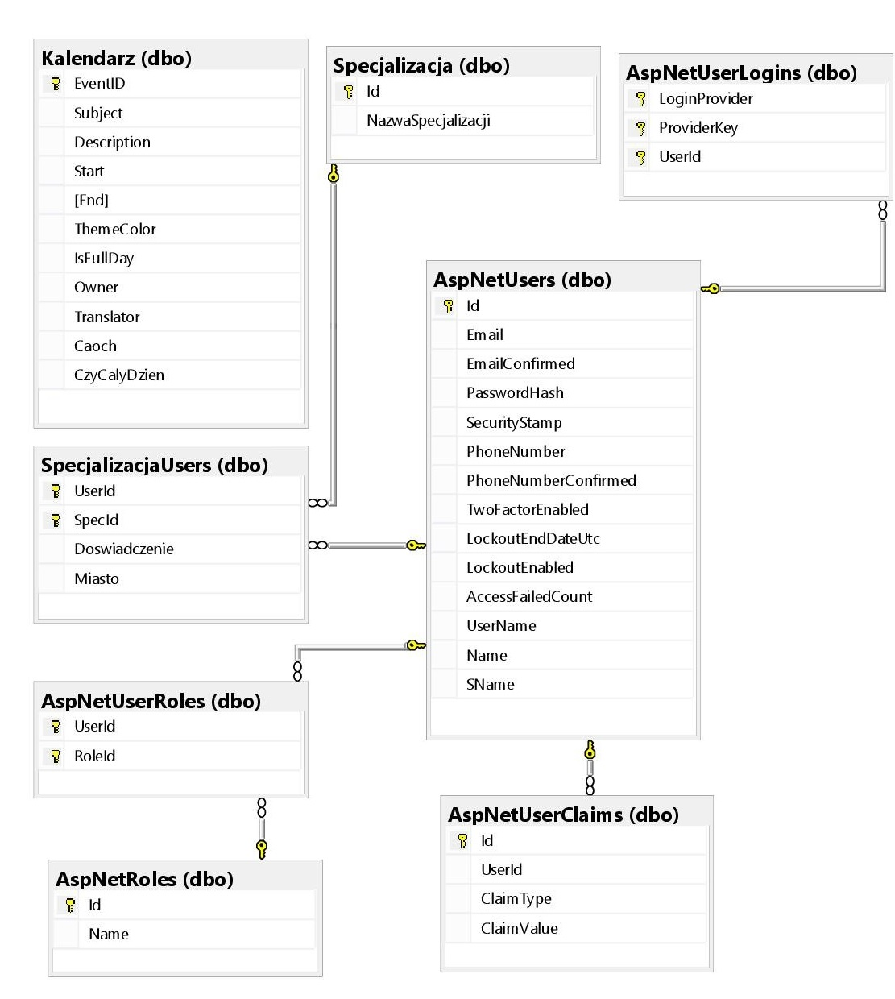 Kalendarz (dbo)
EventID
Subject
Description
Start
[End]
ThemeColor
IsFullDay
Owner
Translator
Caoch
CzyCalyDzien
Specjalizacja (dbo)
Id
NazwaSpecjalizacji
AspNetUserLogins (dbo)
LoginProvider
ProviderKey
UserId
AspNetUsers (dbo)
Id
Email
EmailConfirmed
PasswordHash
SecurityStamp
PhoneNumber
PhoneNumberConfirmed
TwoFactorEnabled
LockoutEndDateUtc
LockoutEnabled
AccessFailedCount
UserName
Name
SName
SpecjalizacjaUsers (dbo)
UserId
SpecId
Doswiadczenie
Miasto
AspNetUserRoles (dbo)
UserId
RoleId
AspNetRoles (dbo)
Id
Name
AspNetUserClaims (dbo)
Id
UserId
ClaimType
ClaimValue